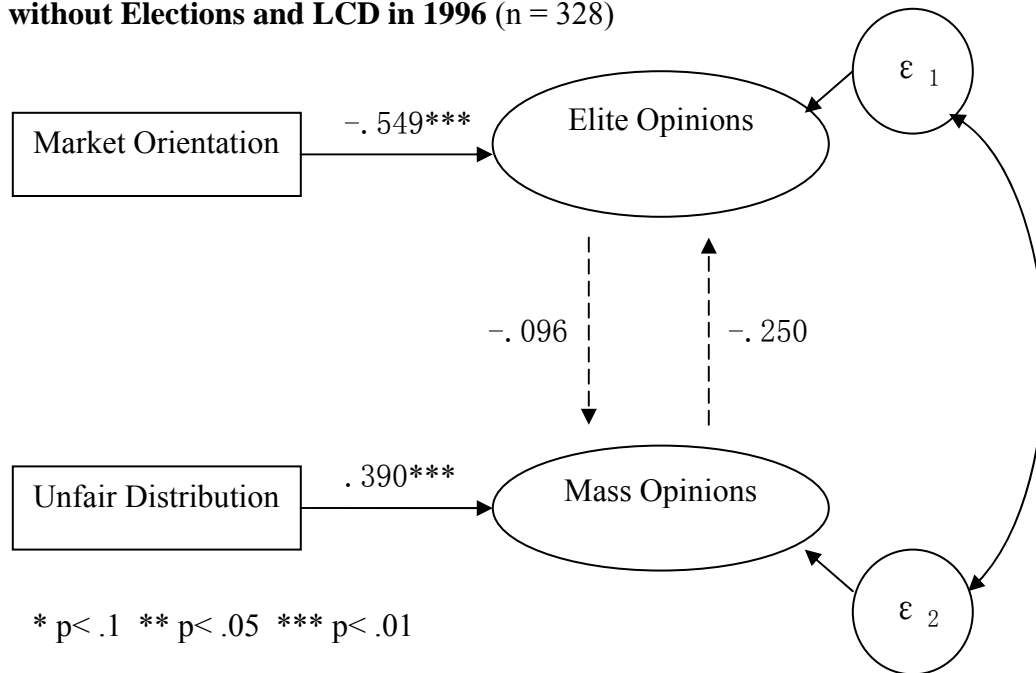 without Elections and LCD in 1996 (n = 328)
ε 1
Elite Opinions
-.549***
Market Orientation
-.096
-.250
Mass Opinions
.390***
Unfair Distribution
ε 2
* p< .1 ** p< .05 *** p< .01